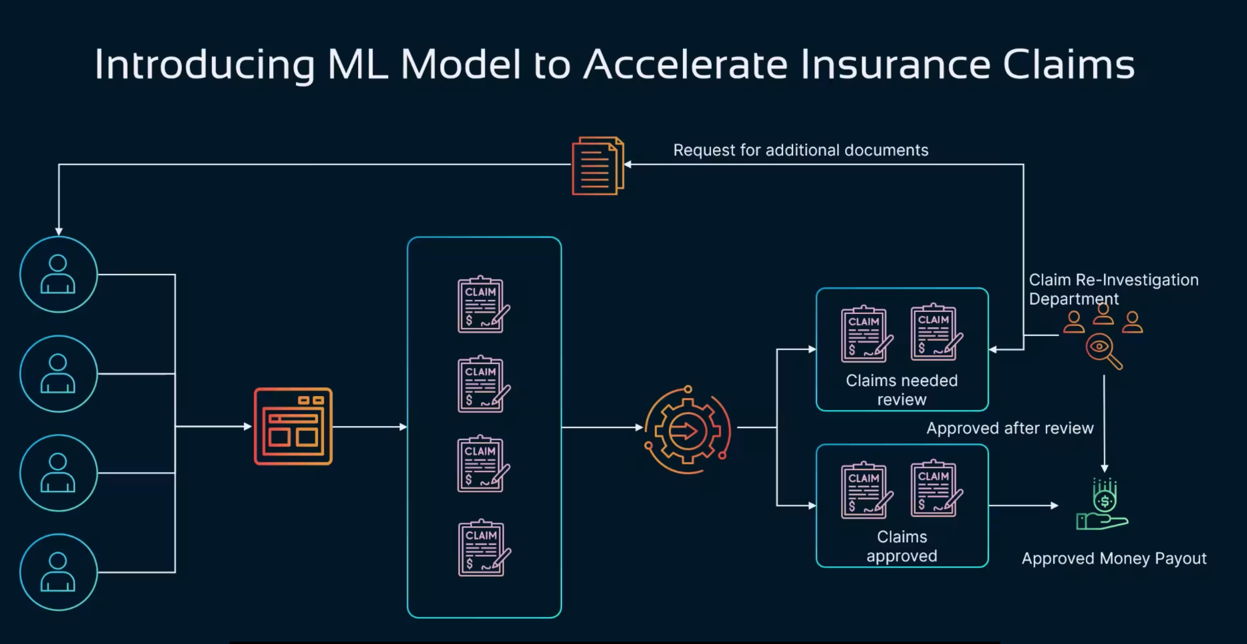 Introducing ML Model to Accelerate Insurance Claims
Request for additional documents
Claim Re-Investigation
Department
CLAIM
$
CLAIM
$
CLAIM
$
CLAIM
$
CLAIM
$
CLAIM
$
Claims needed
review
Approved after review
CLAIM
$
CLAIM
$
Claims
approved
$
Approved Money Payout